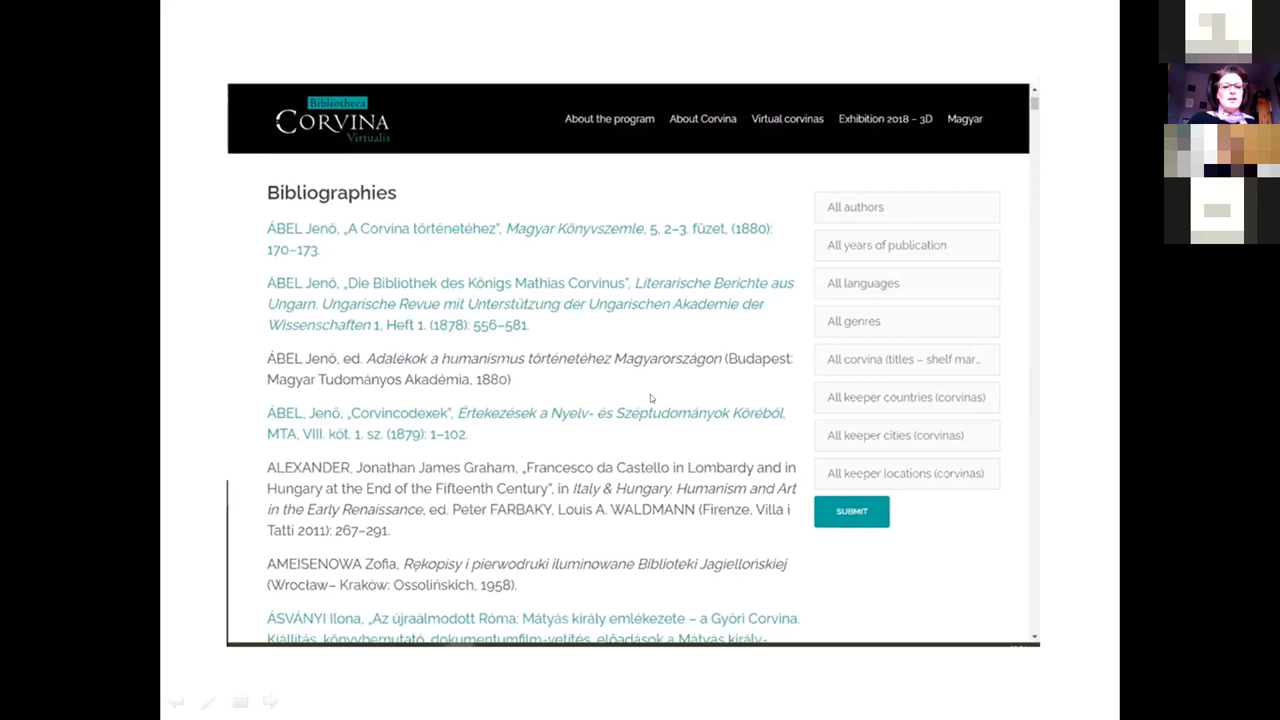 Bibliotheca
CORVINA
Virtualis
About the program
About Corvina
Virtual corvinas
Exhibition 2018 – 3D
Magyar
Bibliographies
ÁBEL Jenő, „A Corvina történetéhez”, Magyar Könyvszemle, 5, 2–3. füzet, (1880):
170–173.
ÁBEL Jenő, „Die Bibliothek des Königs Mathias Corvinus”, Literarische Berichte aus
Ungarn. Ungarische Revue mit Unterstützung der Ungarischen Akademie der
Wissenschaften 1, Heft 1. (1878): 556–581.
ÁBEL Jenő, ed. Adalékok a humanismus történetéhez Magyarországon (Budapest:
Magyar Tudományos Akadémia, 1880)
ÁBEL, Jenő, „Corvincodexek”, Értekezések a Nyelv- és Széptudományok Köréből,
MTA, VIII. köt. 1. sz. (1879): 1–102.
ALEXANDER, Jonathan James Graham, „Francesco da Castello in Lombardy and in
Hungary at the End of the Fifteenth Century”, in Italy & Hungary. Humanism and Art
in the Early Renaissance, ed. Péter FARBAKY, Louis A. WALDMANN (Firenze, Villa i
Tatti 2011): 267–291.
AMEISENOWA Zofia, Rękopisy i pierwodruki iluminowane Biblioteki Jagiellońskiej
(Wrocław– Kraków: Ossolińskich, 1958).
ÁSVÁNYI Ilona, „Az újraálmodott Róma: Mátyás király emlékezete – a Győri Corvina.
Kiállítás, könyvbemutató, dokumentumfilm-vetítés, előadások a Mátyás király-
All authors
All years of publication
All languages
All genres
All corvina (titles – shelf mar...
All keeper countries (corvinas)
All keeper cities (corvinas)
All keeper locations (corvinas)
SUBMIT